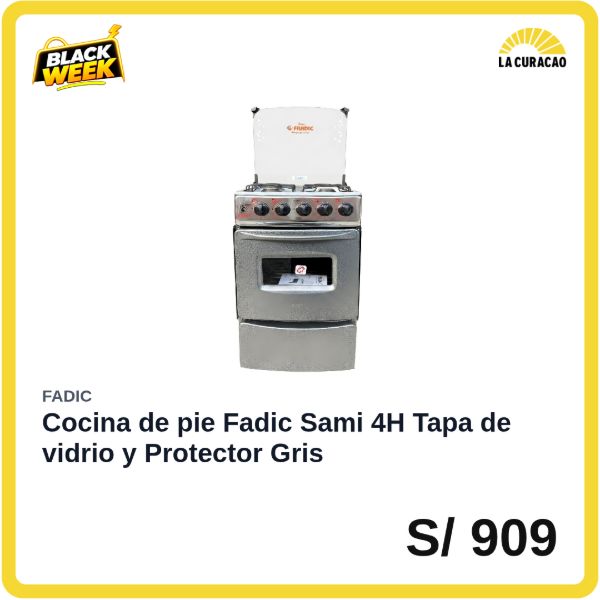 BLACK
WEEK
LA CURACAO
FADIC
FADIC
Cocina de pie Fadic Sami 4H Tapa de
vidrio y Protector Gris
S/ 909